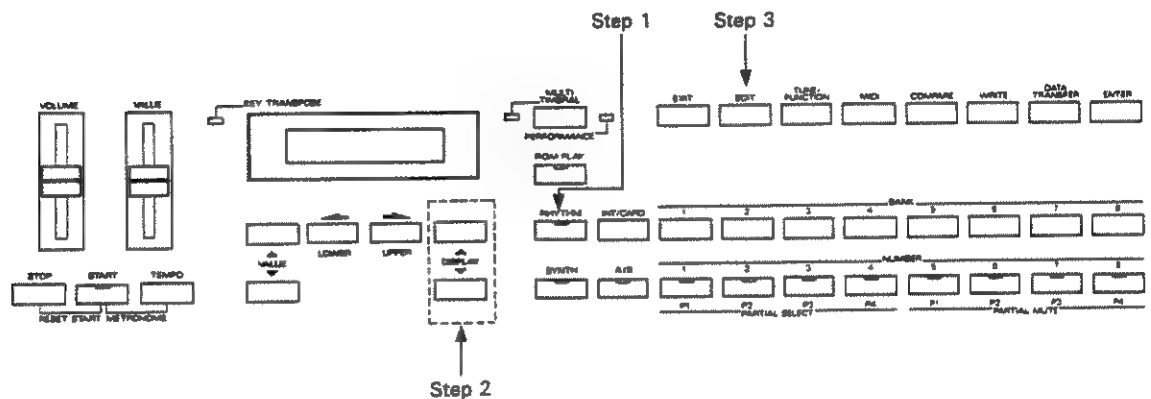 Step 1
Step 3
VOLUME
VALUE
KEY TRANSPOSE
MULTI TIMBRAL
PERFORMANCE
EXIT
EDIT
TUNE/FUNCTION
MIDI
COMPARE
WRITE
DATA TRANSFER
ENTER
ROM PLAY
RHYTHM
INT/CARD
BANK
1 2 3 4 5 6 7 8
VALUE
LOWER
UPPER
DISPLAY
STOP
START
TEMPO
RESET START
METRONOME
SYNTH
A/B
NUMBER
1 2 3 4 5 6 7 8
P1 P2 P3 P4 P1 P2 P3 P4
PARTIAL SELECT
PARTIAL MUTE
Step 2